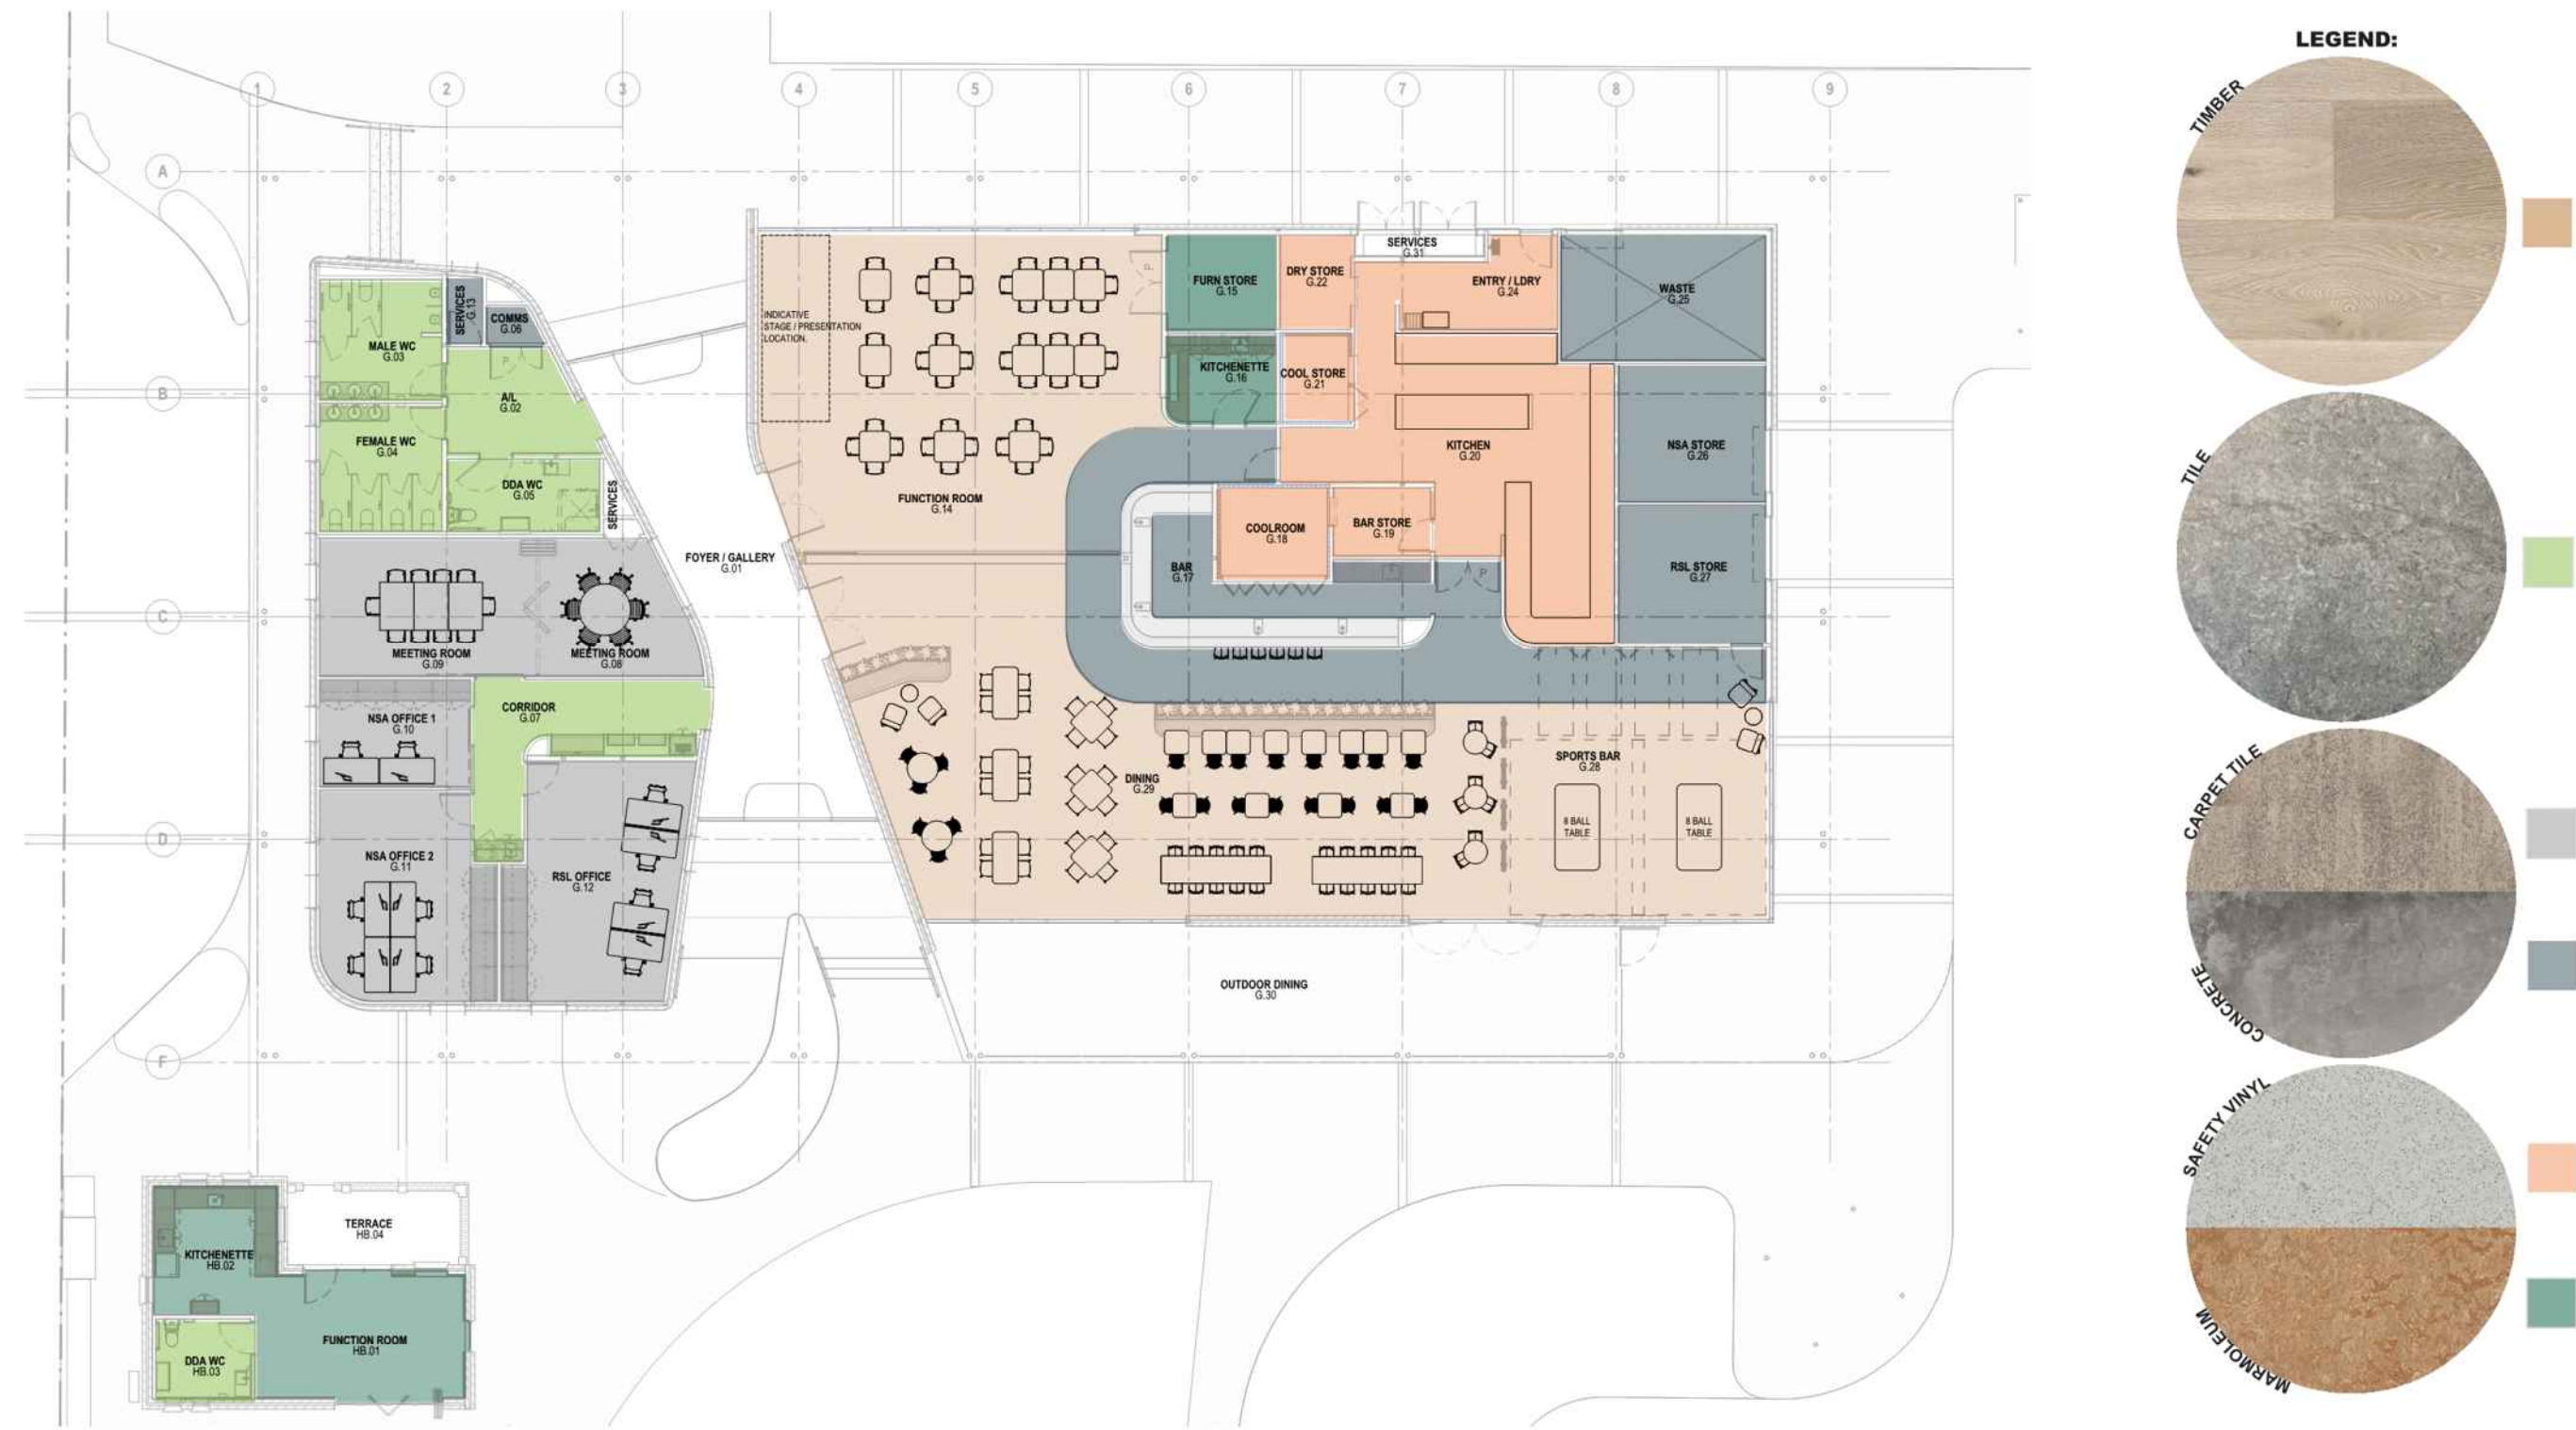 LEGEND:
TIMBER
TILE
CARPET TILE
CONCRETE
SAFETY VINYL
MARMOLEUM
1
2
3
4
5
6
7
8
9
A
B
C
D
F
SERVICES
G.13
COMMS
G.06
MALE WC
G.03
A/L
G.02
P
FEMALE WC
G.04
DDA WC
G.05
SERVICES
FOYER / GALLERY
G.01
MEETING ROOM
G.09
MEETING ROOM
G.08
NSA OFFICE 1
G.10
CORRIDOR
G.07
NSA OFFICE 2
G.11
RSL OFFICE
G.12
INDICATIVE
STAGE / PRESENTATION
LOCATION.
FUNCTION ROOM
G.14
P
FURN STORE
G.15
KITCHENETTE
G.16
DRY STORE
G.22
COOL STORE
G.21
SERVICES
G.31
ENTRY / LDRY
G.24
WASTE
G.25
KITCHEN
G.20
NSA STORE
G.26
COOLROOM
G.18
BAR STORE
G.19
BAR
G.17
P
RSL STORE
G.27
DINING
G.29
SPORTS BAR
G.28
8 BALL
TABLE
8 BALL
TABLE
OUTDOOR DINING
G.30
TERRACE
HB.04
KITCHENETTE
HB.02
FUNCTION ROOM
HB.01
DDA WC
HB.03